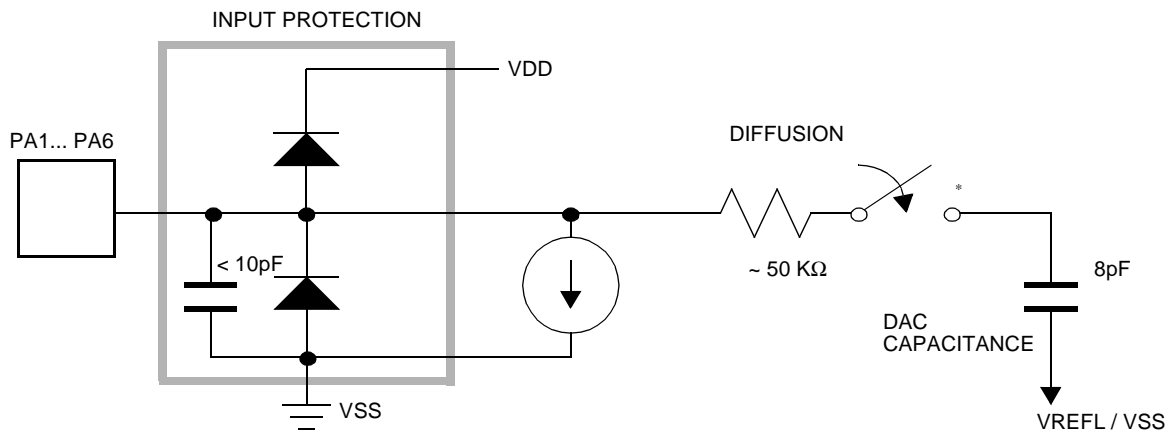 INPUT PROTECTION
VDD
PA1... PA6
DIFFUSION
*
< 10pF
~ 50 KΩ
8pF
DAC
CAPACITANCE
VSS
VREFL / VSS